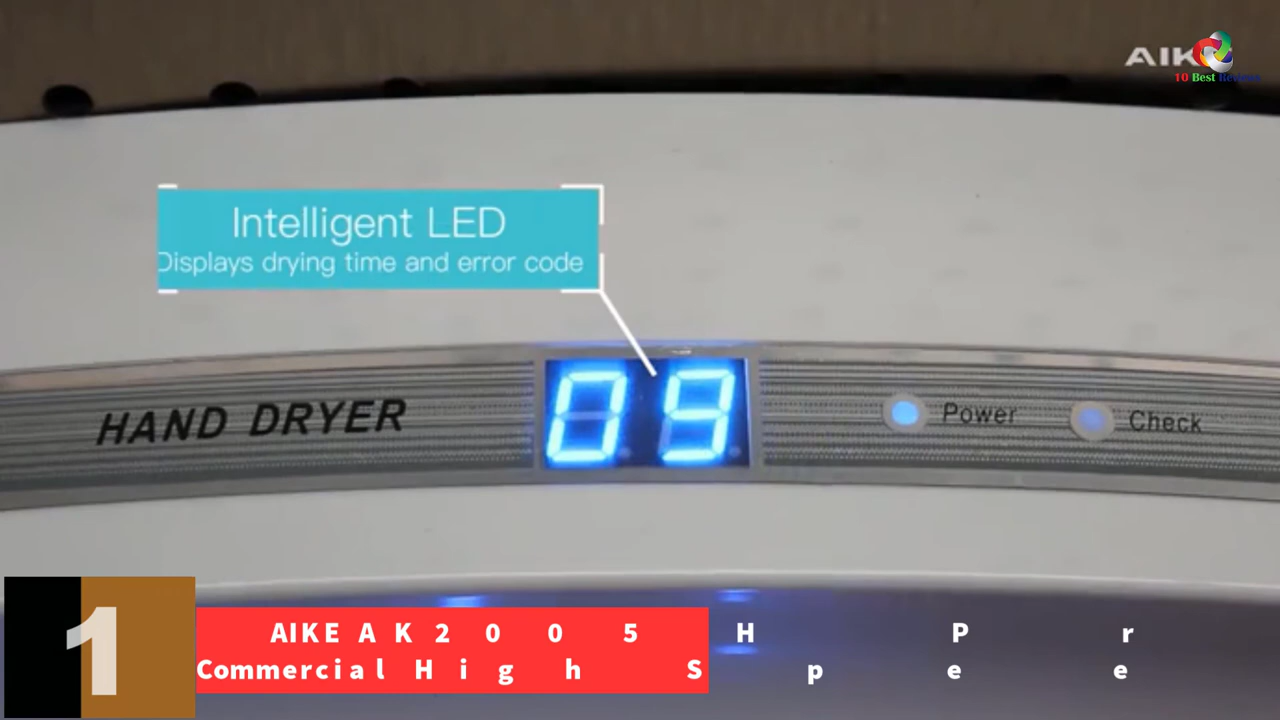 AIKE
10 Best Reviews
Intelligent LED
Displays drying time and error code
09
HAND DRYER
Power
Check
1
AIKE A K 2 0 0 5 H P r
Commercial H i g h S p e e